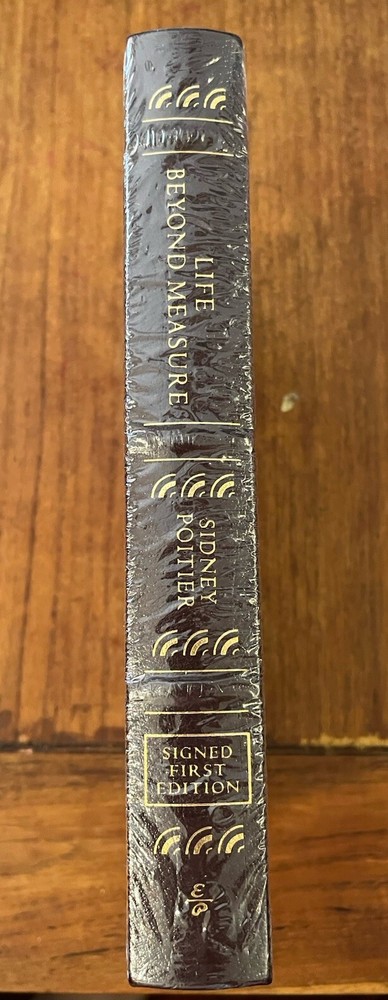 LIFE
BEYOND MEASURE
SIDNEY
POITIER
SIGNED
FIRST
EDITION